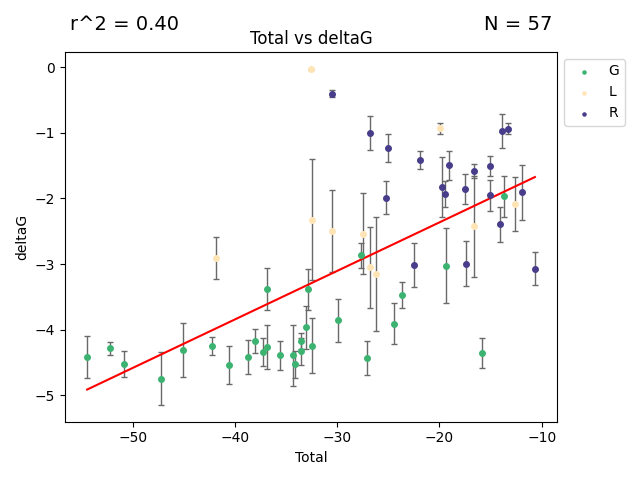 r^2 = 0.40
N = 57
Total vs deltaG
G
L
R
deltaG
0
−1
−2
−3
−4
−5
−50
−40
−30
−20
−10
Total